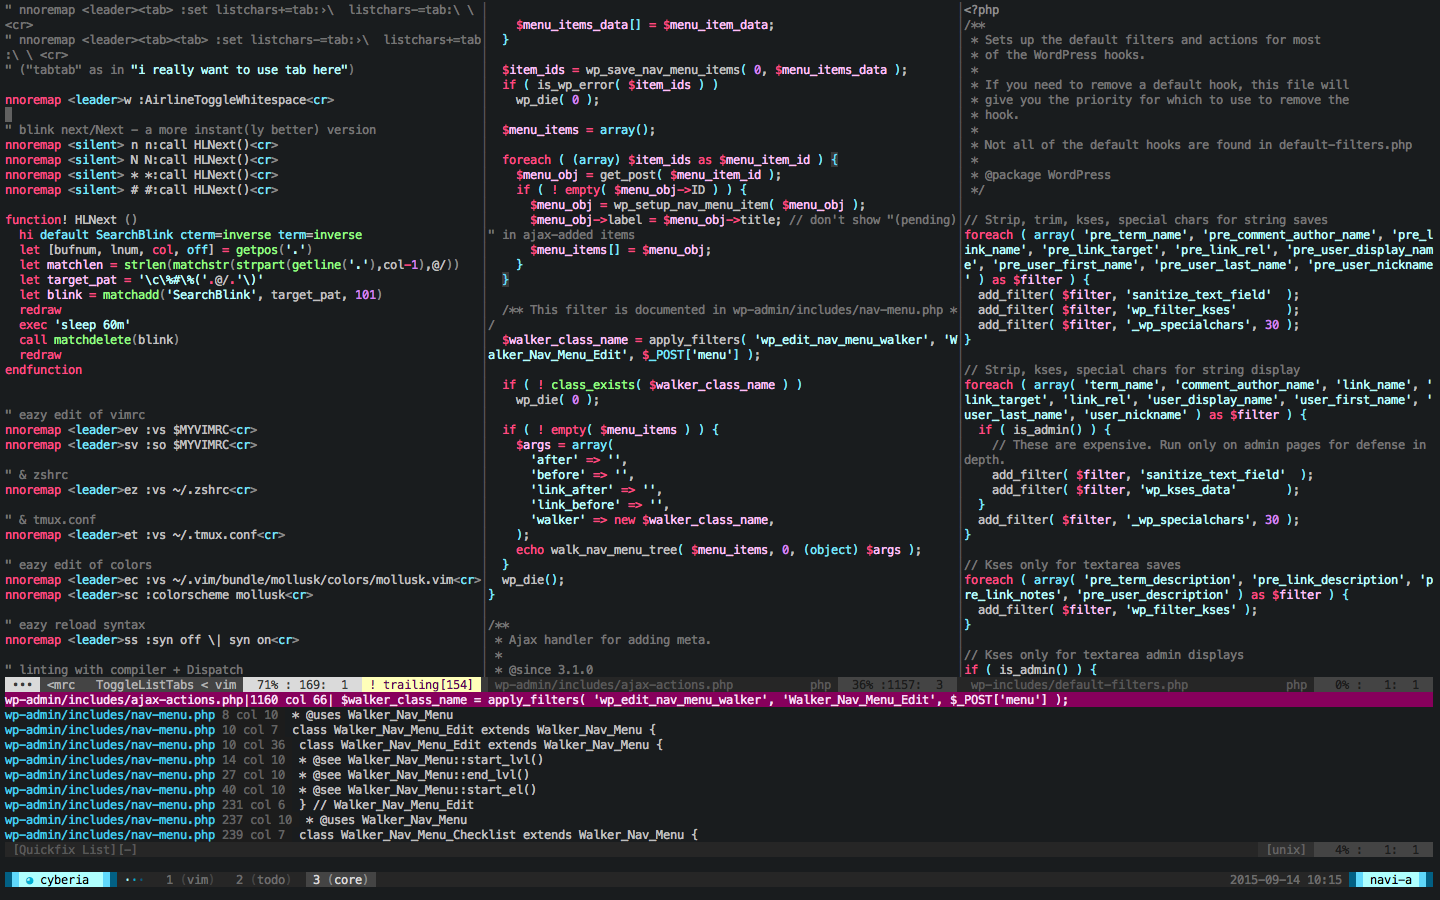 " nnoremap <leader><tab> :set listchars+=tab:›\  listchars-=tab:\ \
<cr>
" nnoremap <leader><tab><tab> :set listchars-=tab:›\  listchars+=tab
:\ \ <cr>
" ("tabtab" as in "i really want to use tab here")

nnoremap <leader>w :AirlineToggleWhitespace<cr>

" blink next/Next - a more instant(ly better) version
nnoremap <silent> n n:call HLNext()<cr>
nnoremap <silent> N N:call HLNext()<cr>
nnoremap <silent> * *:call HLNext()<cr>
nnoremap <silent> # #:call HLNext()<cr>

function! HLNext ()
  hi default SearchBlink cterm=inverse term=inverse
  let [bufnum, lnum, col, off] = getpos('.')
  let matchlen = strlen(matchstr(strpart(getline('.'),col-1),@/))
  let target_pat = '\c\%#\%('.@/.'\)'
  let blink = matchadd('SearchBlink', target_pat, 101)
  redraw
  exec 'sleep 60m'
  call matchdelete(blink)
  redraw
endfunction

" eazy edit of vimrc
nnoremap <leader>ev :vs $MYVIMRC<cr>
nnoremap <leader>sv :so $MYVIMRC<cr>

" & zshrc
nnoremap <leader>ez :vs ~/.zshrc<cr>

" & tmux.conf
nnoremap <leader>et :vs ~/.tmux.conf<cr>

" eazy edit of colors
nnoremap <leader>ec :vs ~/.vim/bundle/mollusk/colors/mollusk.vim<cr>
nnoremap <leader>sc :colorscheme mollusk<cr>

" eazy reload syntax
nnoremap <leader>ss :syn off \| syn on<cr>

" linting with compiler + Dispatch
    $menu_items_data[] = $menu_item_data;
  }

  $item_ids = wp_save_nav_menu_items( 0, $menu_items_data );
  if ( is_wp_error( $item_ids ) )
    wp_die( 0 );

  $menu_items = array();

  foreach ( (array) $item_ids as $menu_item_id ) {
    $menu_obj = get_post( $menu_item_id );
    if ( ! empty( $menu_obj->ID ) ) {
      $menu_obj = wp_setup_nav_menu_item( $menu_obj );
      $menu_obj->label = $menu_obj->title; // don't show "(pending)
" in ajax-added items
      $menu_items[] = $menu_obj;
    }
  }

  /** This filter is documented in wp-admin/includes/nav-menu.php *
/
  $walker_class_name = apply_filters( 'wp_edit_nav_menu_walker', 'W
alker_Nav_Menu_Edit', $_POST['menu'] );

  if ( ! class_exists( $walker_class_name ) )
    wp_die( 0 );

  if ( ! empty( $menu_items ) ) {
    $args = array(
      'after' => '',
      'before' => '',
      'link_after' => '',
      'link_before' => '',
      'walker' => new $walker_class_name,
    );
    echo walk_nav_menu_tree( $menu_items, 0, (object) $args );
  }
  wp_die();
}

/**
 * Ajax handler for adding meta.
 *
 * @since 3.1.0
<?php
/**
 * Sets up the default filters and actions for most
 * of the WordPress hooks.
 *
 * If you need to remove a default hook, this file will
 * give you the priority for which to use to remove the
 * hook.
 *
 * Not all of the default hooks are found in default-filters.php
 *
 * @package WordPress
 */

// Strip, trim, kses, special chars for string saves
foreach ( array( 'pre_term_name', 'pre_comment_author_name', 'pre_l
ink_name', 'pre_link_target', 'pre_link_rel', 'pre_user_display_nam
e', 'pre_user_first_name', 'pre_user_last_name', 'pre_user_nickname
' ) as $filter ) {
  add_filter( $filter, 'sanitize_text_field'  );
  add_filter( $filter, 'wp_filter_kses'       );
  add_filter( $filter, '_wp_specialchars', 30 );
}

// Strip, kses, special chars for string display
foreach ( array( 'term_name', 'comment_author_name', 'link_name', '
link_target', 'link_rel', 'user_display_name', 'user_first_name', '
user_last_name', 'user_nickname' ) as $filter ) {
  if ( is_admin() ) {
    // These are expensive. Run only on admin pages for defense in
depth.
    add_filter( $filter, 'sanitize_text_field'  );
    add_filter( $filter, 'wp_kses_data'       );
  }
  add_filter( $filter, '_wp_specialchars', 30 );
}

// Kses only for textarea saves
foreach ( array( 'pre_term_description', 'pre_link_description', 'p
re_link_notes', 'pre_user_description' ) as $filter ) {
  add_filter( $filter, 'wp_filter_kses' );
}

// Kses only for textarea admin displays
if ( is_admin() ) {
••• <mrc ToggleListTabs < vim 71% : 169: 1 ! trailing[154] wp-admin/includes/ajax-actions.php php 36% :1157: 3 wp-includes/default-filters.php php 0% : 1: 1
wp-admin/includes/ajax-actions.php|1160 col 66| $walker_class_name = apply_filters( 'wp_edit_nav_menu_walker', 'Walker_Nav_Menu_Edit', $_POST['menu'] );
wp-admin/includes/nav-menu.php 8 col 10  * @uses Walker_Nav_Menu
wp-admin/includes/nav-menu.php 10 col 7  class Walker_Nav_Menu_Edit extends Walker_Nav_Menu {
wp-admin/includes/nav-menu.php 10 col 36  class Walker_Nav_Menu_Edit extends Walker_Nav_Menu {
wp-admin/includes/nav-menu.php 14 col 10  * @see Walker_Nav_Menu::start_lvl()
wp-admin/includes/nav-menu.php 27 col 10  * @see Walker_Nav_Menu::end_lvl()
wp-admin/includes/nav-menu.php 40 col 10  * @see Walker_Nav_Menu::start_el()
wp-admin/includes/nav-menu.php 231 col 6  } // Walker_Nav_Menu_Edit
wp-admin/includes/nav-menu.php 237 col 10  * @uses Walker_Nav_Menu
wp-admin/includes/nav-menu.php 239 col 7  class Walker_Nav_Menu_Checklist extends Walker_Nav_Menu {
[Quickfix List][-] [unix] 4% : 1: 1
cyberia ··· 1 (vim) 2 (todo) 3 (core) 2015-09-14 10:15 navi-a